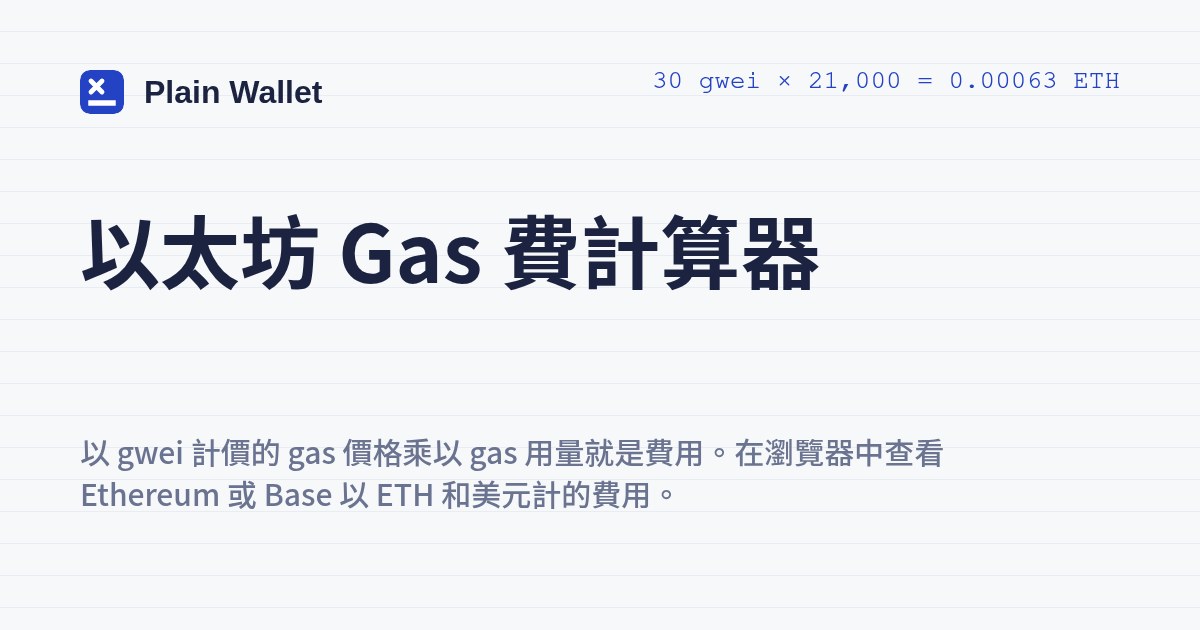 Plain Wallet
30 gwei × 21,000 = 0.00063 ETH
以太坊 Gas 費計算器
以 gwei 計價的 gas 價格乘以 gas 用量就是費用。在瀏覽器中查看
Ethereum 或 Base 以 ETH 和美元計的費用。